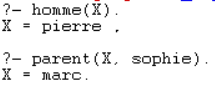 ?- homme(X).
X = pierre ,
?- parent(X, sophie).
X = marc.